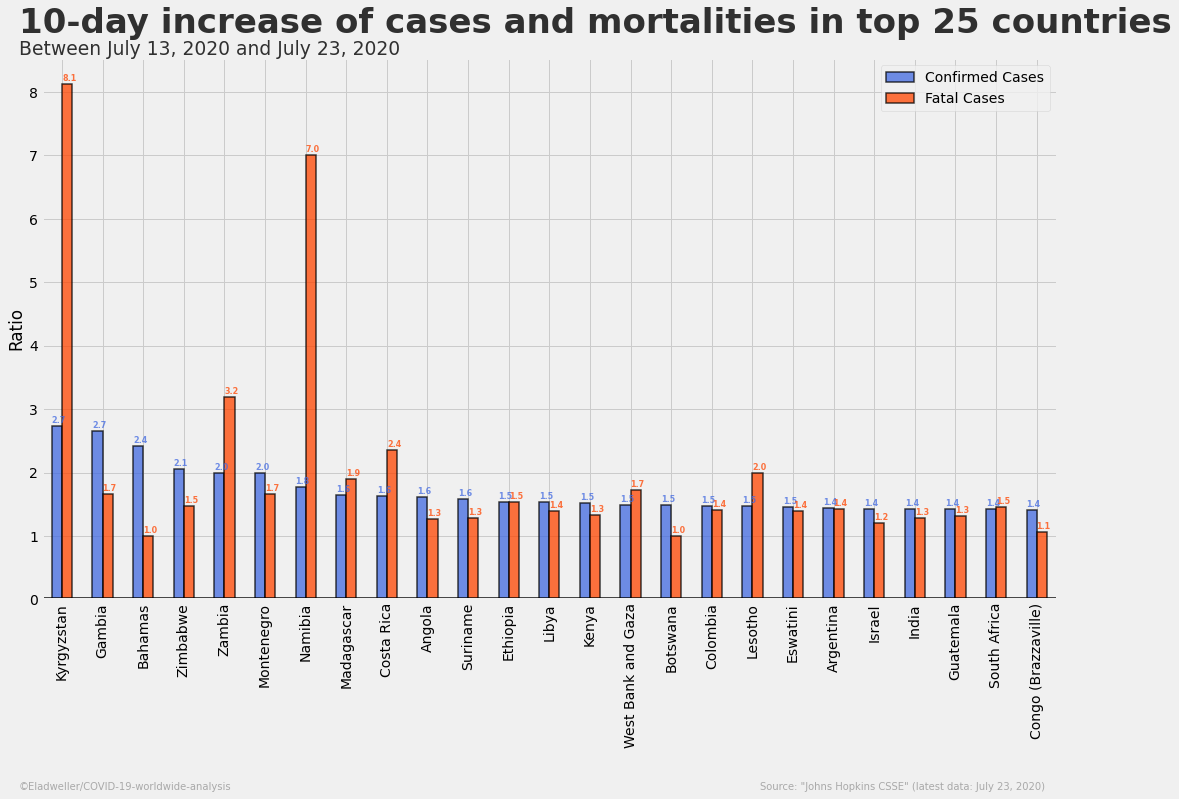 10-day increase of cases and mortalities in top 25 countries
Between July 13, 2020 and July 23, 2020
Confirmed Cases
Fatal Cases
Ratio
8
7
6
5
4
3
2
1
0
2.7 8.1
2.7 1.7
2.4 1.0
2.1 1.5
3.2
2.0 1.7
7.0
1.9
2.4
1.6 1.3
1.6 1.3
1.5 1.5
1.5 1.4
1.5 1.3
1.7
1.5 1.0
1.5 1.4
2.0
1.5 1.4
1.4 1.4
1.4 1.2
1.4 1.3
1.4 1.3
1.4 1.5
1.4 1.1
Kyrgyzstan
Gambia
Bahamas
Zimbabwe
Zambia
Montenegro
Namibia
Madagascar
Costa Rica
Angola
Suriname
Ethiopia
Libya
Kenya
West Bank and Gaza
Botswana
Colombia
Lesotho
Eswatini
Argentina
Israel
India
Guatemala
South Africa
Congo (Brazzaville)
©Eladweller/COVID-19-worldwide-analysis
Source: "Johns Hopkins CSSE" (latest data: July 23, 2020)